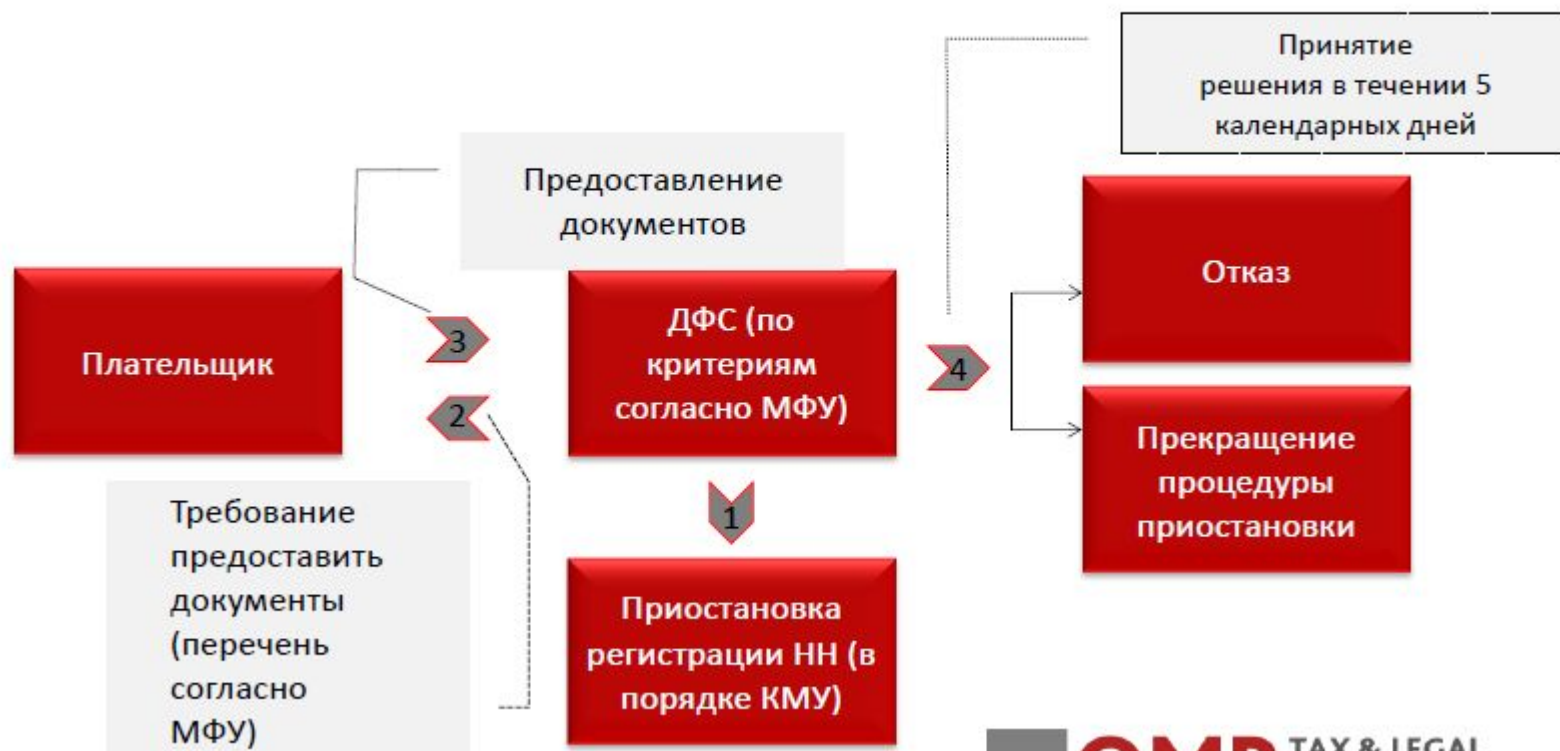 Принятие
решения в течении 5
календарных дней
Предоставление
документов
Отказ
Плательщик
3
2
ДФС (по
критериям
согласно МФУ)
4
Прекращение
процедуры
приостановки
Требование
предоставить
документы
(перечень
согласно
МФУ)
1
Приостановка
регистрации НН (в
порядке КМУ)
OMP TAX & LEGAL